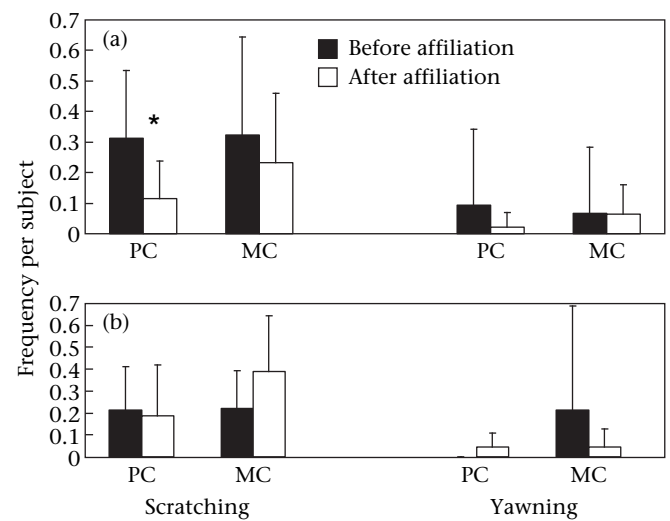 Frequency per subject
0.7
0.6
0.5
0.4
0.3
0.2
0.1
0
(a)
Before affiliation
After affiliation
*
PC MC PC MC
0.7
0.6
0.5
0.4
0.3
0.2
0.1
0
(b)
PC MC PC MC
Scratching Yawning